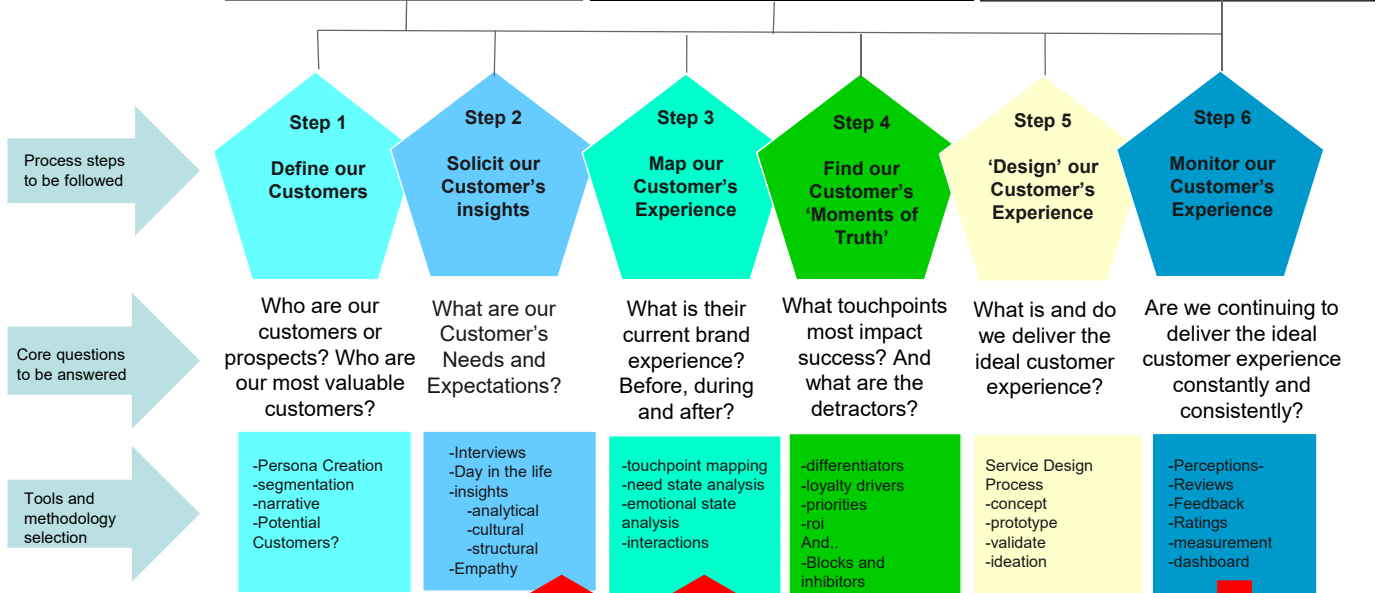 Process steps
to be followed
Step 1
Define our
Customers
Step 2
Solicit our
Customer’s
insights
Step 3
Map our
Customer’s
Experience
Step 4
Find our
Customer’s
‘Moments of
Truth’
Step 5
‘Design’ our
Customer’s
Experience
Step 6
Monitor our
Customer’s
Experience
Core questions
to be answered
Who are our
customers or
prospects? Who are
our most valuable
customers?
What are our
Customer’s
Needs and
Expectations?
What is their
current brand
experience?
Before, during
and after?
What touchpoints
most impact
success? And
what are the
detractors?
What is and do
we deliver the
ideal customer
experience?
Are we continuing to
deliver the ideal
customer experience
constantly and
consistently?
Tools and
methodology
selection
-Persona Creation
-segmentation
-narrative
-Potential
Customers?
-Interviews
-Day in the life
-insights
-analytical
-cultural
-structural
-Empathy
-touchpoint mapping
-need state analysis
-emotional state
analysis
-interactions
-differentiators
-loyalty drivers
-priorities
-roi
And..
-Blocks and
inhibitors
Service Design
Process
-concept
-prototype
-validate
-ideation
-Perceptions-
-Reviews
-Feedback
-Ratings
-measurement
-dashboard